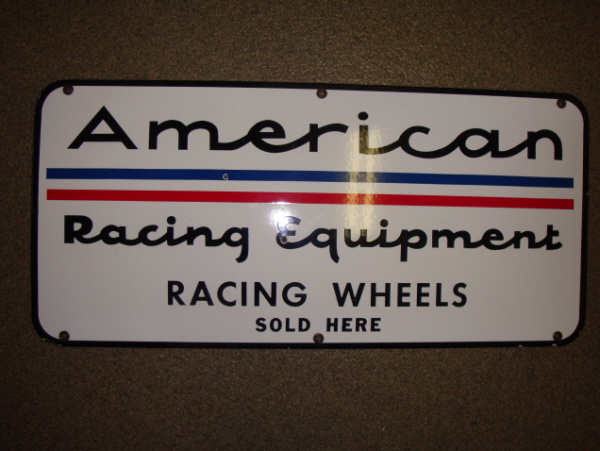 American
Racing Equipment
RACING WHEELS
SOLD HERE